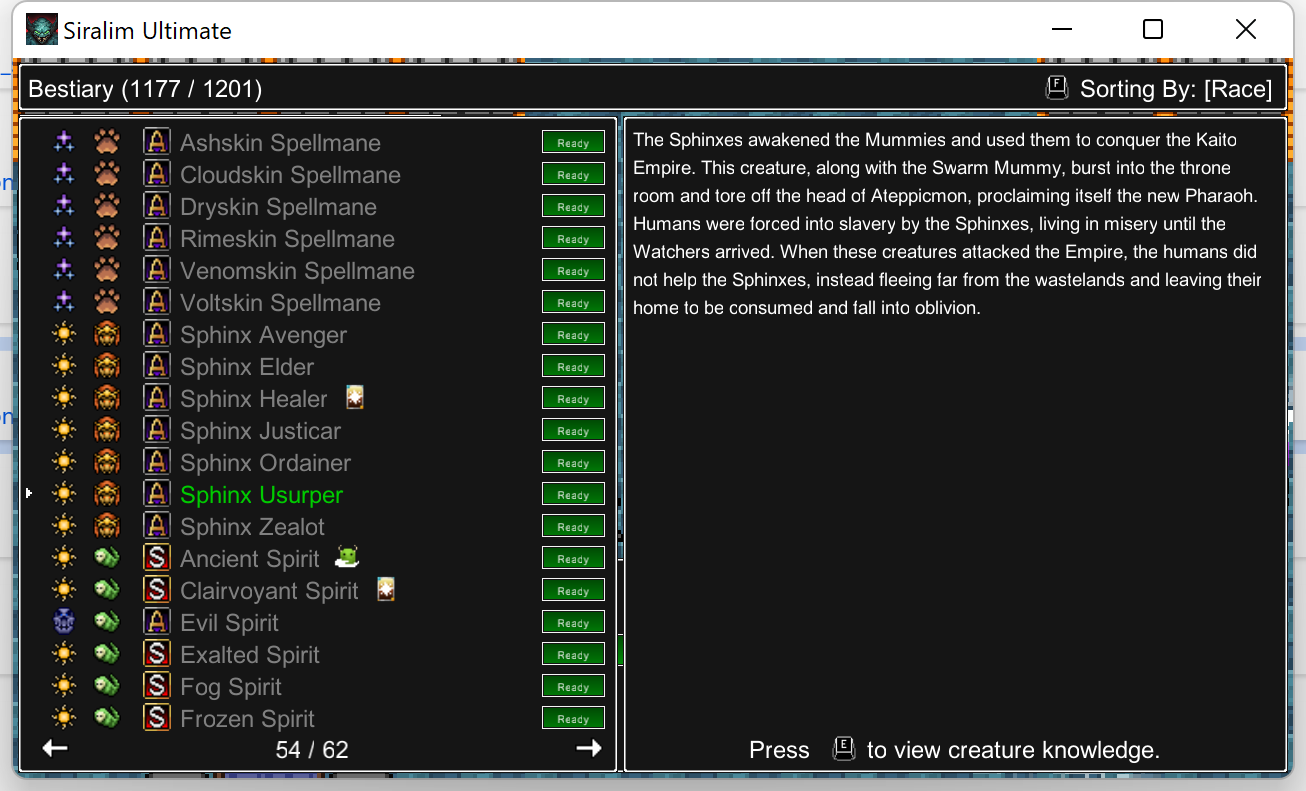 Siralim Ultimate
Bestiary (1177 / 1201)
F Sorting By: [Race]
A Ashskin Spellmane Ready
A Cloudskin Spellmane Ready
A Dryskin Spellmane Ready
A Rimeskin Spellmane Ready
A Venomskin Spellmane Ready
A Voltskin Spellmane Ready
A Sphinx Avenger Ready
A Sphinx Elder Ready
A Sphinx Healer Ready
A Sphinx Justicar Ready
A Sphinx Ordainer Ready
A Sphinx Usurper Ready
A Sphinx Zealot Ready
S Ancient Spirit Ready
S Clairvoyant Spirit Ready
A Evil Spirit Ready
S Exalted Spirit Ready
S Fog Spirit Ready
S Frozen Spirit Ready
54 / 62
The Sphinxes awakened the Mummies and used them to conquer the Kaito
Empire. This creature, along with the Swarm Mummy, burst into the throne
room and tore off the head of Ateppicmon, proclaiming itself the new Pharaoh.
Humans were forced into slavery by the Sphinxes, living in misery until the
Watchers arrived. When these creatures attacked the Empire, the humans did
not help the Sphinxes, instead fleeing far from the wastelands and leaving their
home to be consumed and fall into oblivion.
Press E to view creature knowledge.